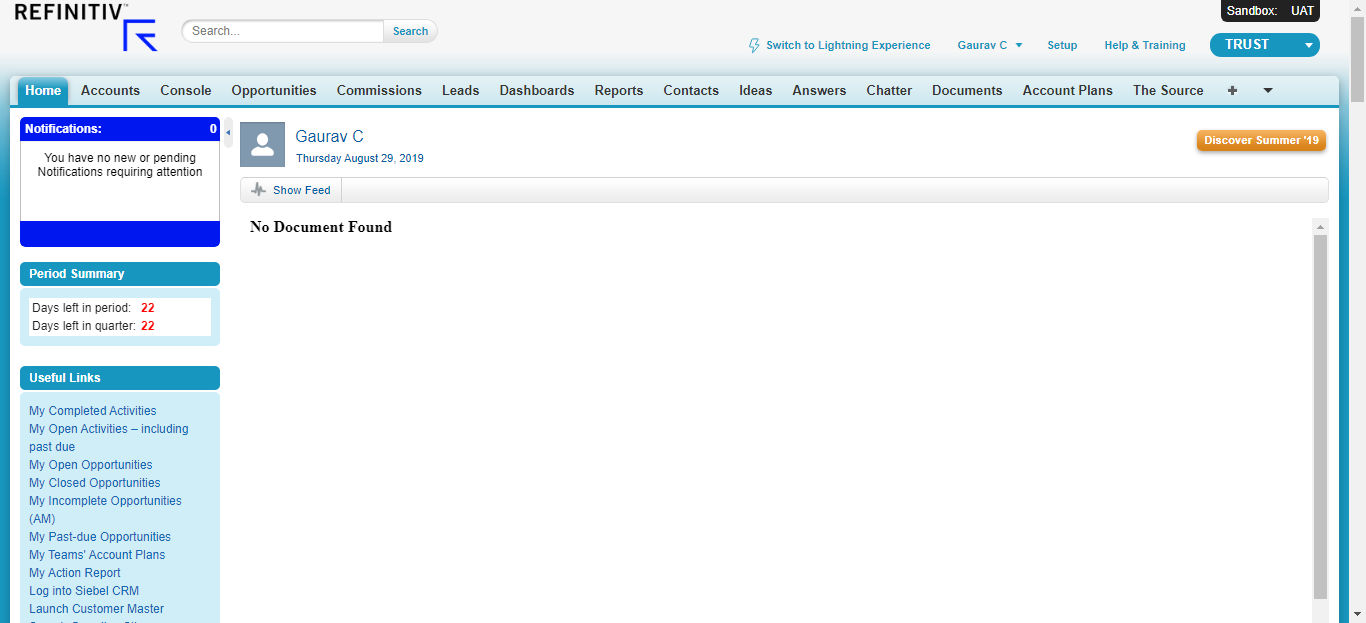 REFINITIV
Search...
Search
Sandbox: UAT
Switch to Lightning Experience
Gaurav C
Setup
Help & Training
TRUST
Home
Accounts
Console
Opportunities
Commissions
Leads
Dashboards
Reports
Contacts
Ideas
Answers
Chatter
Documents
Account Plans
The Source
Notifications: 0
You have no new or pending
Notifications requiring attention
Gaurav C
Thursday August 29, 2019
Discover Summer '19
Show Feed
No Document Found
Period Summary
Days left in period: 22
Days left in quarter: 22
Useful Links
My Completed Activities
My Open Activities – including
past due
My Open Opportunities
My Closed Opportunities
My Incomplete Opportunities
(AM)
My Past-due Opportunities
My Teams' Account Plans
My Action Report
Log into Siebel CRM
Launch Customer Master